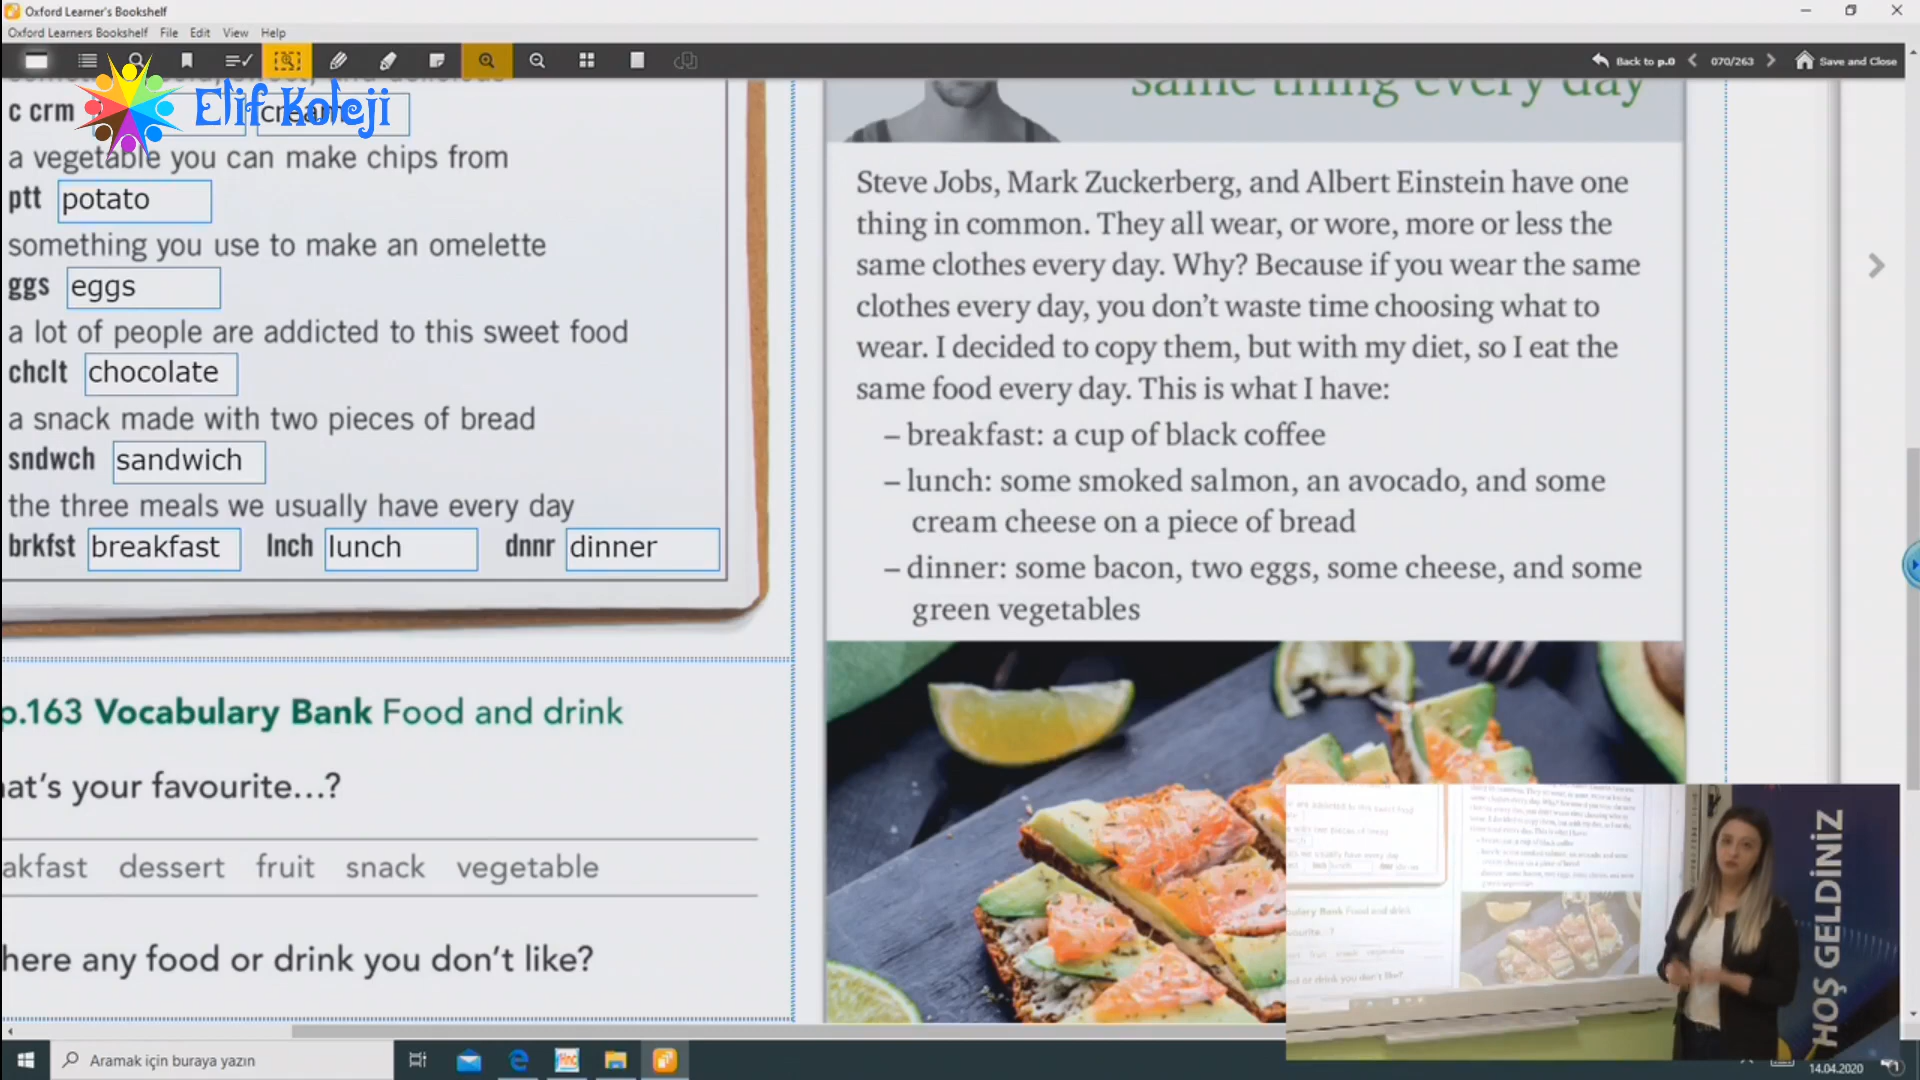 Oxford Learner's Bookshelf
Oxford Learners Bookshelf File Edit View Help
Back to p.0 070/263 Save and Close
Elif Koleji
c crm cream
a vegetable you can make chips from
ptt potato
something you use to make an omelette
ggs eggs
a lot of people are addicted to this sweet food
chclt chocolate
a snack made with two pieces of bread
sndwch sandwich
the three meals we usually have every day
brkfst breakfast lnch lunch dnnr dinner
p.163 Vocabulary Bank Food and drink
at's your favourite…?
akfast dessert fruit snack vegetable
here any food or drink you don't like?
same thing every day
Steve Jobs, Mark Zuckerberg, and Albert Einstein have one
thing in common. They all wear, or wore, more or less the
same clothes every day. Why? Because if you wear the same
clothes every day, you don't waste time choosing what to
wear. I decided to copy them, but with my diet, so I eat the
same food every day. This is what I have:
– breakfast: a cup of black coffee
– lunch: some smoked salmon, an avocado, and some
cream cheese on a piece of bread
– dinner: some bacon, two eggs, some cheese, and some
green vegetables
HOŞ GELDİNİZ
Aramak için buraya yazın
14.04.2020